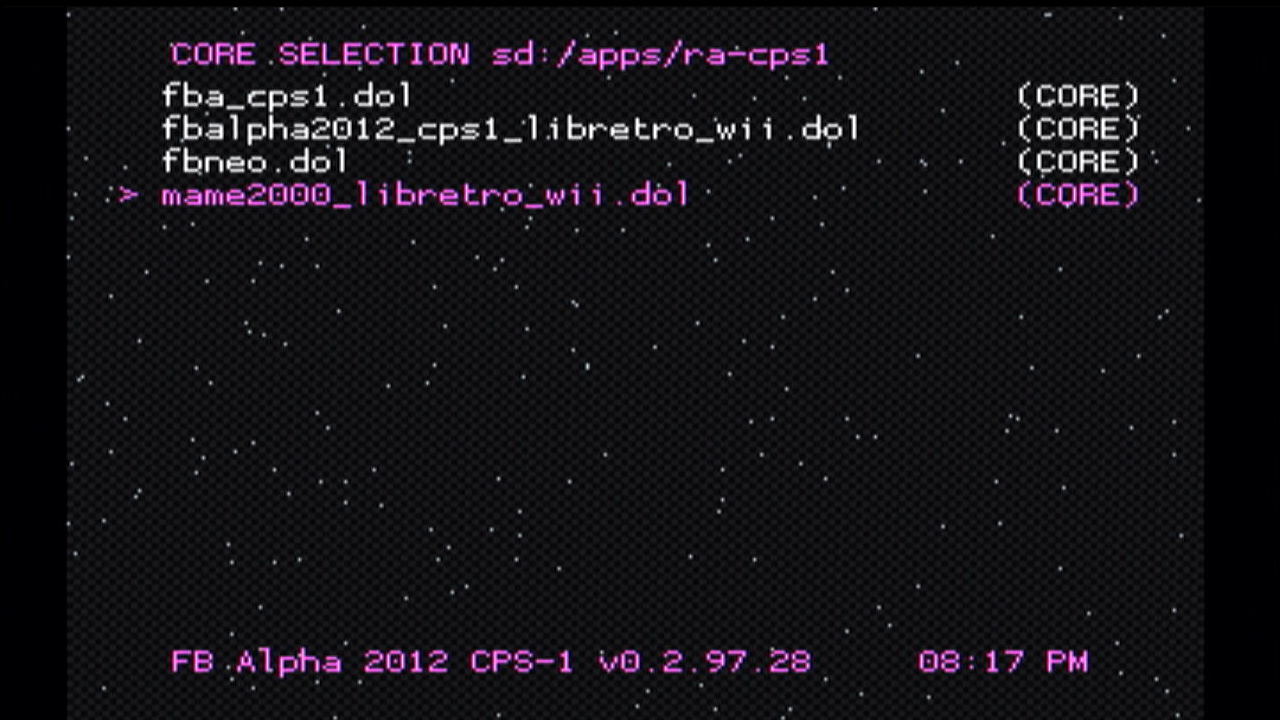 CORE SELECTION sd:/apps/ra-cps1
fba_cps1.dol (CORE)
fbalpha2012_cps1_libretro_wii.dol (CORE)
fbneo.dol (CORE)
> mame2000_libretro_wii.dol (CORE)
FB Alpha 2012 CPS-1 v0.2.97.28 08:17 PM